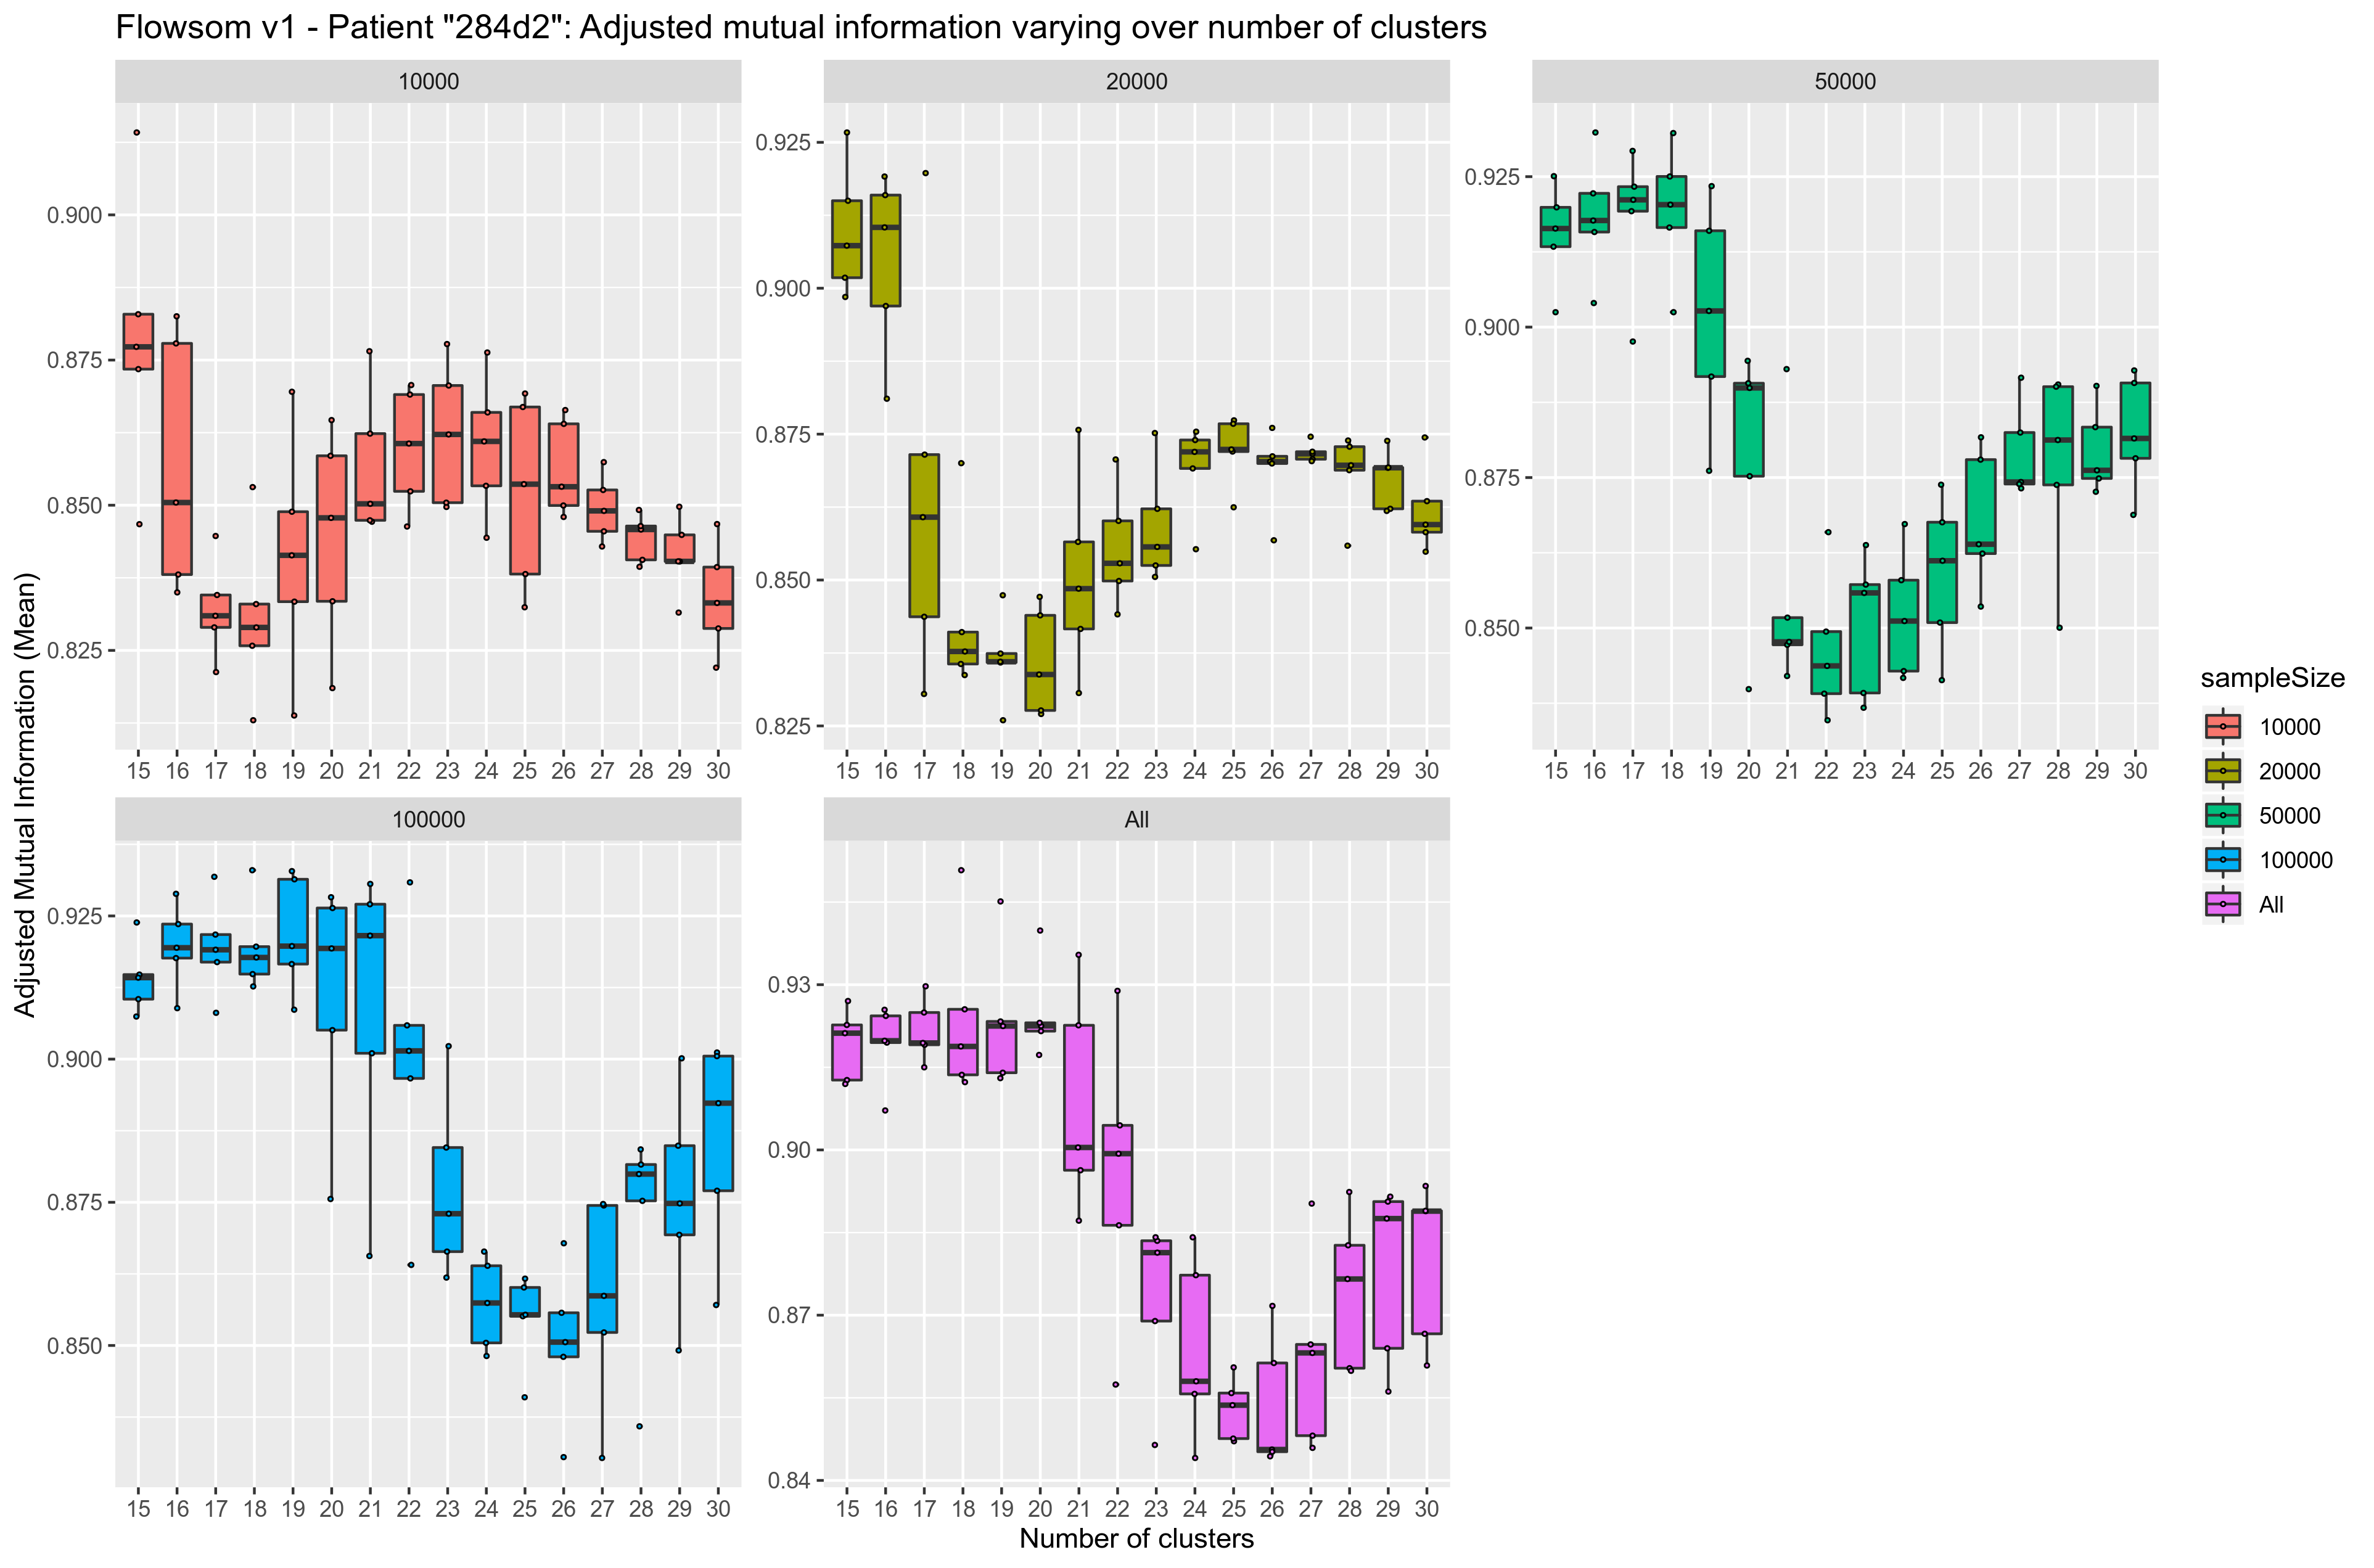 Flowsom v1 - Patient "284d2": Adjusted mutual information varying over number of clusters
10000
20000
50000
0.900
0.875
0.850
0.825
0.925
0.900
0.875
0.850
0.825
0.925
0.900
0.875
0.850
15 16 17 18 19 20 21 22 23 24 25 26 27 28 29 30
15 16 17 18 19 20 21 22 23 24 25 26 27 28 29 30
15 16 17 18 19 20 21 22 23 24 25 26 27 28 29 30
100000
All
0.925
0.900
0.875
0.850
0.93
0.90
0.87
0.84
15 16 17 18 19 20 21 22 23 24 25 26 27 28 29 30
15 16 17 18 19 20 21 22 23 24 25 26 27 28 29 30
Adjusted Mutual Information (Mean)
Number of clusters
sampleSize
10000
20000
50000
100000
All